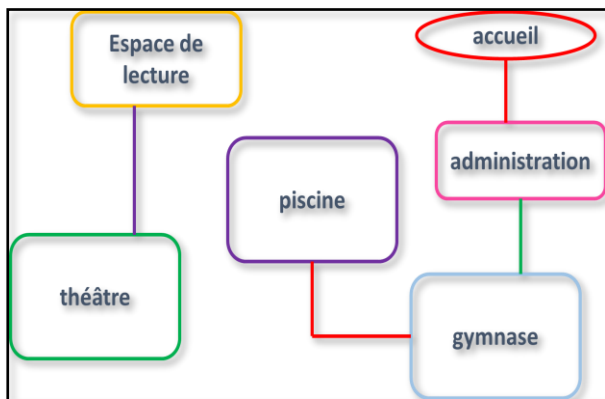 Espace de
lecture
accueil
administration
piscine
théâtre
gymnase